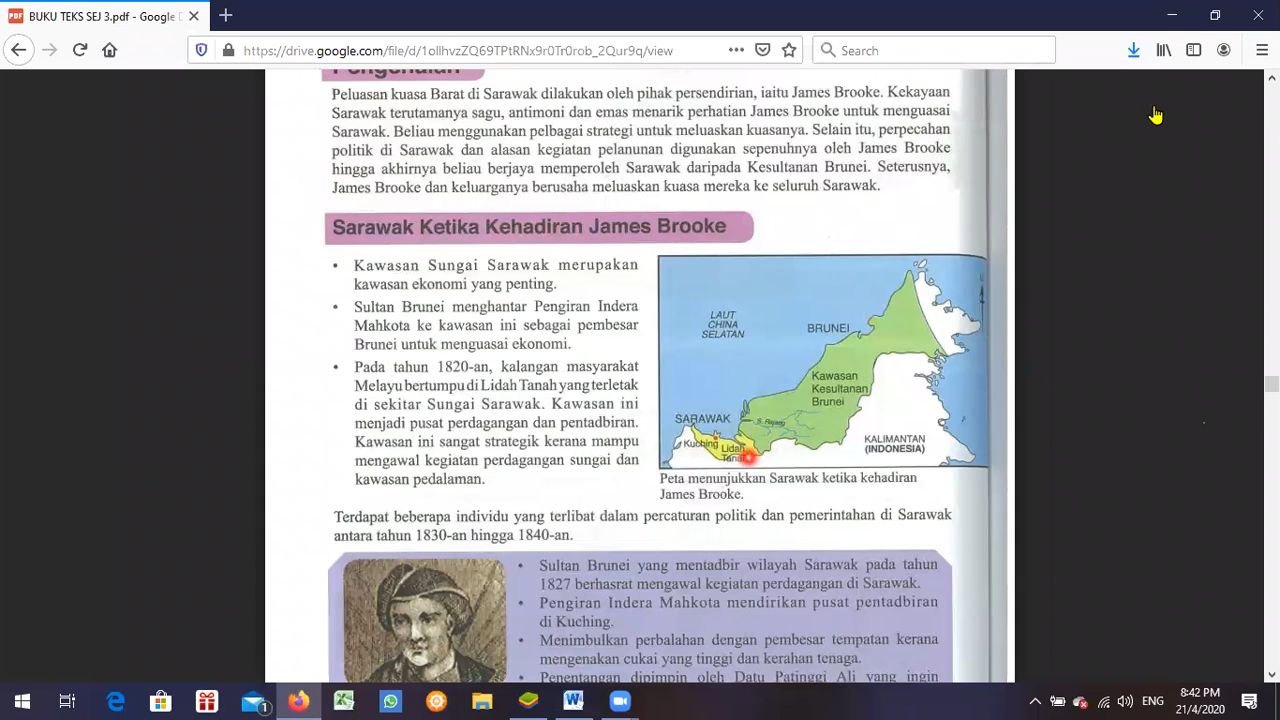 BUKU TEKS SEJ 3.pdf - Google D
https://drive.google.com/file/d/1ollhvzZQ69TPtRNx9r0Tr0rob_2Qur9q/view
Search
Pengenalan
Peluasan kuasa Barat di Sarawak dilakukan oleh pihak persendirian, iaitu James Brooke. Kekayaan
Sarawak terutamanya sagu, antimoni dan emas menarik perhatian James Brooke untuk menguasai
Sarawak. Beliau menggunakan pelbagai strategi untuk meluaskan kuasanya. Selain itu, perpecahan
politik di Sarawak dan alasan kegiatan pelanunan digunakan sepenuhnya oleh James Brooke
hingga akhirnya beliau berjaya memperoleh Sarawak daripada Kesultanan Brunei. Seterusnya,
James Brooke dan keluarganya berusaha meluaskan kuasa mereka ke seluruh Sarawak.
Sarawak Ketika Kehadiran James Brooke
• Kawasan Sungai Sarawak merupakan
kawasan ekonomi yang penting.
• Sultan Brunei menghantar Pengiran Indera
Mahkota ke kawasan ini sebagai pembesar
Brunei untuk menguasai ekonomi.
• Pada tahun 1820-an, kalangan masyarakat
Melayu bertumpu di Lidah Tanah yang terletak
di sekitar Sungai Sarawak. Kawasan ini
menjadi pusat perdagangan dan pentadbiran.
Kawasan ini sangat strategik kerana mampu
mengawal kegiatan perdagangan sungai dan
kawasan pedalaman.
LAUT
CHINA
SELATAN
BRUNEI
Kawasan
Kesultanan
Brunei
SARAWAK
S. Rajang
Kuching
Lidah
Tanah
KALIMANTAN
(INDONESIA)
Peta menunjukkan Sarawak ketika kehadiran
James Brooke.
Terdapat beberapa individu yang terlibat dalam percaturan politik dan pemerintahan di Sarawak
antara tahun 1830-an hingga 1840-an.
• Sultan Brunei yang mentadbir wilayah Sarawak pada tahun
1827 berhasrat mengawal kegiatan perdagangan di Sarawak.
• Pengiran Indera Mahkota mendirikan pusat pentadbiran
di Kuching.
• Menimbulkan perbalahan dengan pembesar tempatan kerana
mengenakan cukai yang tinggi dan kerahan tenaga.
• Penentangan dipimpin oleh Datu Patinggi Ali yang ingin
1
ENG
8:42 PM
21/4/2020